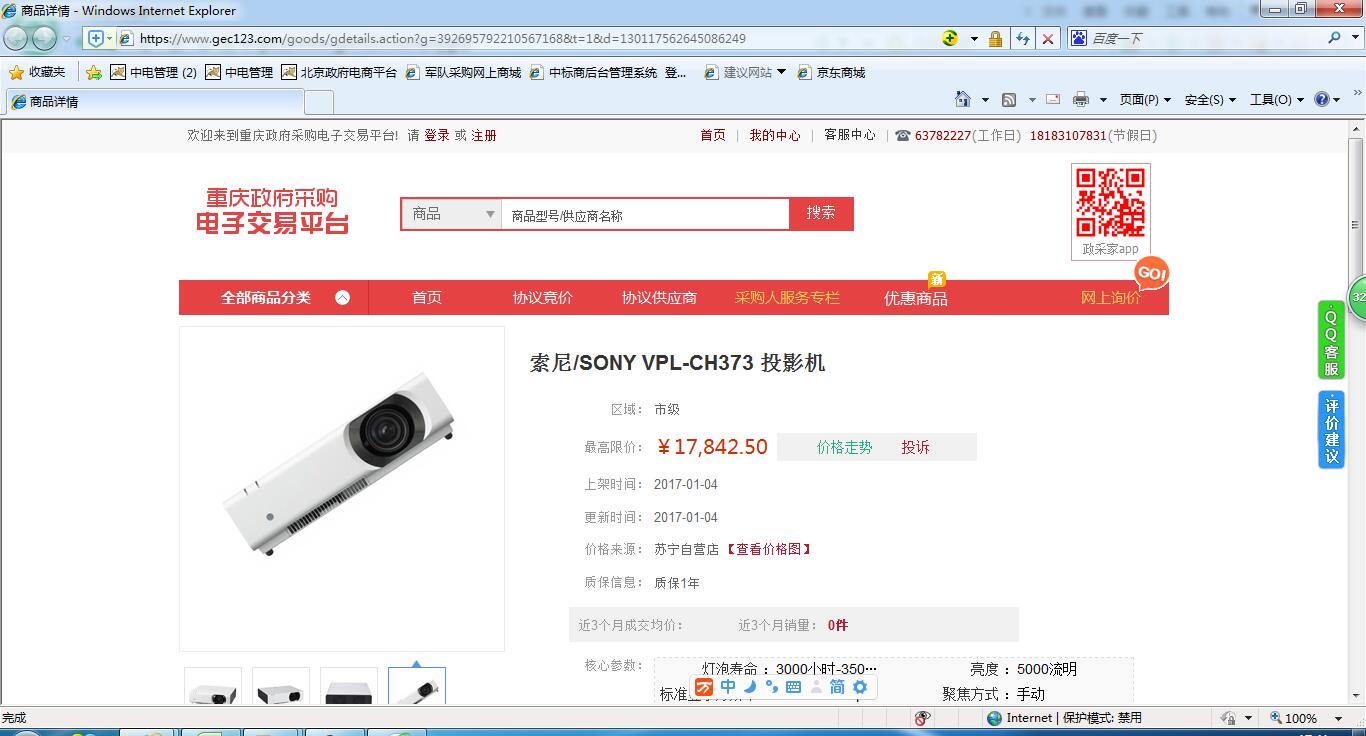 商品详情 - Windows Internet Explorer
https://www.gec123.com/goods/gdetails.action?g=392695792210567168&t=1&d=130117562645086249
百度一下
收藏夹 中电管理 (2) 中电管理 北京政府电商平台 军队采购网上商城 中标商后台管理系统 登... 建议网站 京东商城
商品详情
页面(P) 安全(S) 工具(O)
欢迎来到重庆政府采购电子交易平台! 请 登录 或 注册 首页 | 我的中心 | 客服中心 | 63782227(工作日) 18183107831(节假日)
重庆政府采购
电子交易平台
商品 商品型号/供应商名称 搜索
政采家app
GO!
新
全部商品分类 首页 协议竞价 协议供应商 采购人服务专栏 优惠商品 网上询价
32
QQ客服
评价建议
索尼/SONY VPL-CH373 投影机
区域: 市级
最高限价: ¥17,842.50 价格走势 投诉
上架时间: 2017-01-04
更新时间: 2017-01-04
价格来源: 苏宁自营店 【查看价格图】
质保信息: 质保1年
近3个月成交均价: 近3个月销量: 0件
核心参数: 灯泡寿命 : 3000小时-350… 亮度 : 5000流明
标准 聚焦方式 : 手动
中 简
完成 Internet | 保护模式: 禁用 100%